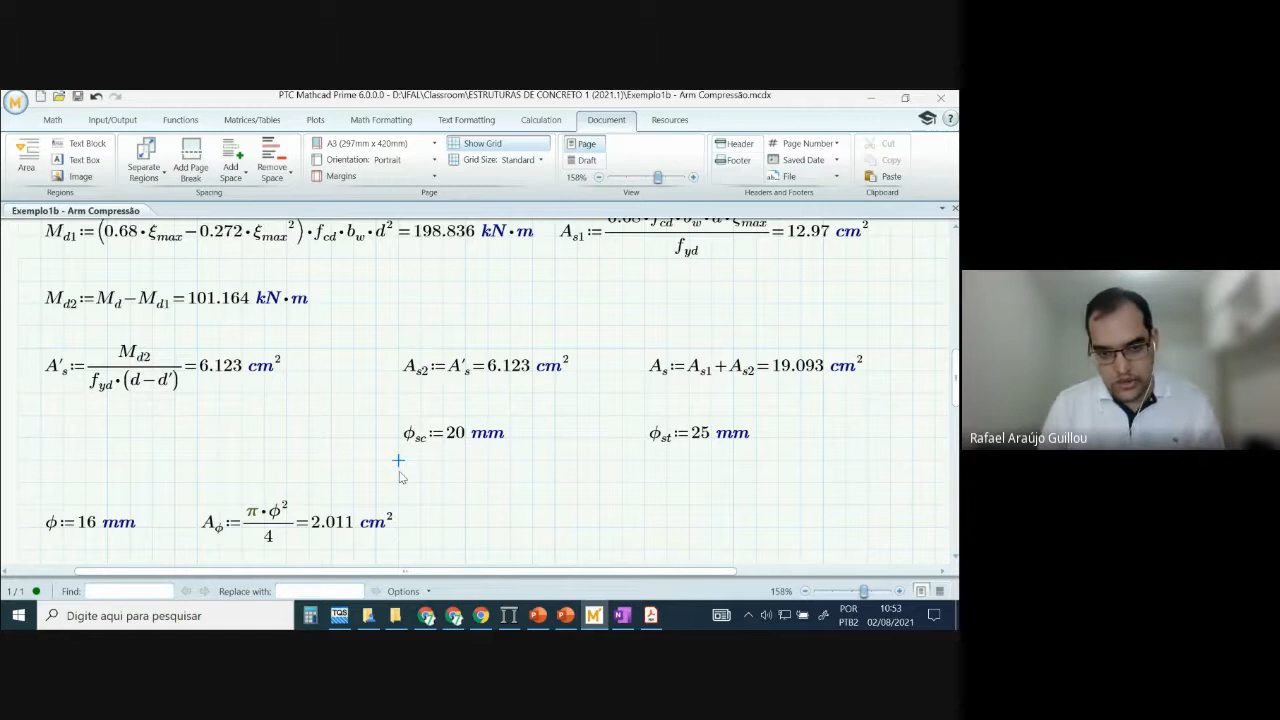 PTC Mathcad Prime 6.0.0.0 - D:\IFAL\Classroom\ESTRUTURAS DE CONCRETO 1 (2021.1)\Exemplo1b - Arm Compressão.mcdx
Math Input/Output Functions Matrices/Tables Plots Math Formatting Text Formatting Calculation Document Resources
Area Text Block Text Box Image Regions
Separate Regions Add Page Break Add Space Remove Space Spacing
A3 (297mm x 420mm) Orientation: Portrait Margins Page
Show Grid Grid Size: Standard
Page Draft 158% View
Header Footer Page Number Saved Date File Headers and Footers
Cut Copy Paste Clipboard
Exemplo1b - Arm Compressão
M_d1:=(0.68·ξ_max−0.272·ξ_max²)·f_cd·b_w·d²=198.836 kN·m A_s1:=0.68·f_cd·b_w·d·ξ_max/f_yd=12.97 cm²
M_d2:=M_d−M_d1=101.164 kN·m
A'_s:=M_d2/f_yd·(d−d')=6.123 cm² A_s2:=A'_s=6.123 cm² A_s:=A_s1+A_s2=19.093 cm²
ϕ_sc:=20 mm ϕ_st:=25 mm
ϕ:=16 mm A_ϕ:=π·ϕ²/4=2.011 cm²
1/1 Find: Replace with: Options 158%
Digite aqui para pesquisar
TQS
POR
PTB2
10:53
02/08/2021
Rafael Araújo Guillou